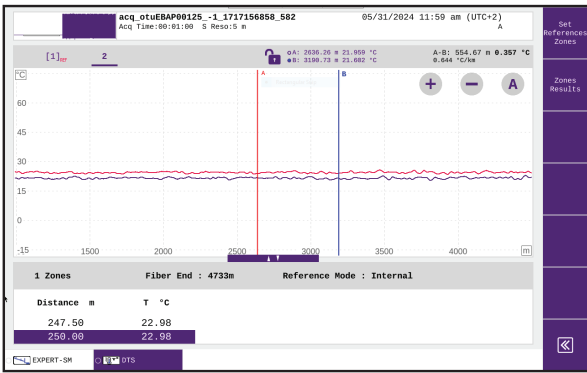 acq_otuEBAP00125_-1_1717156858_582
05/31/2024 11:59 am (UTC+2)
Acq Time:00:01:00 S Reso:5 m
A
Set
References
Zones
[1]ref
2
A: 2636.26 m 21.959 °C
B: 3190.73 m 21.602 °C
A-B: 554.67 m 0.357 °C
0.644 °C/km
Zones
Results
°C
A
B
+
−
A
60
45
30
15
0
-15
1500
2000
2500
3000
3500
4000
m
1 Zones
Fiber End : 4733m
Reference Mode : Internal
Distance m
T °C
247.50
22.98
250.00
22.98
EXPERT-SM
DTS